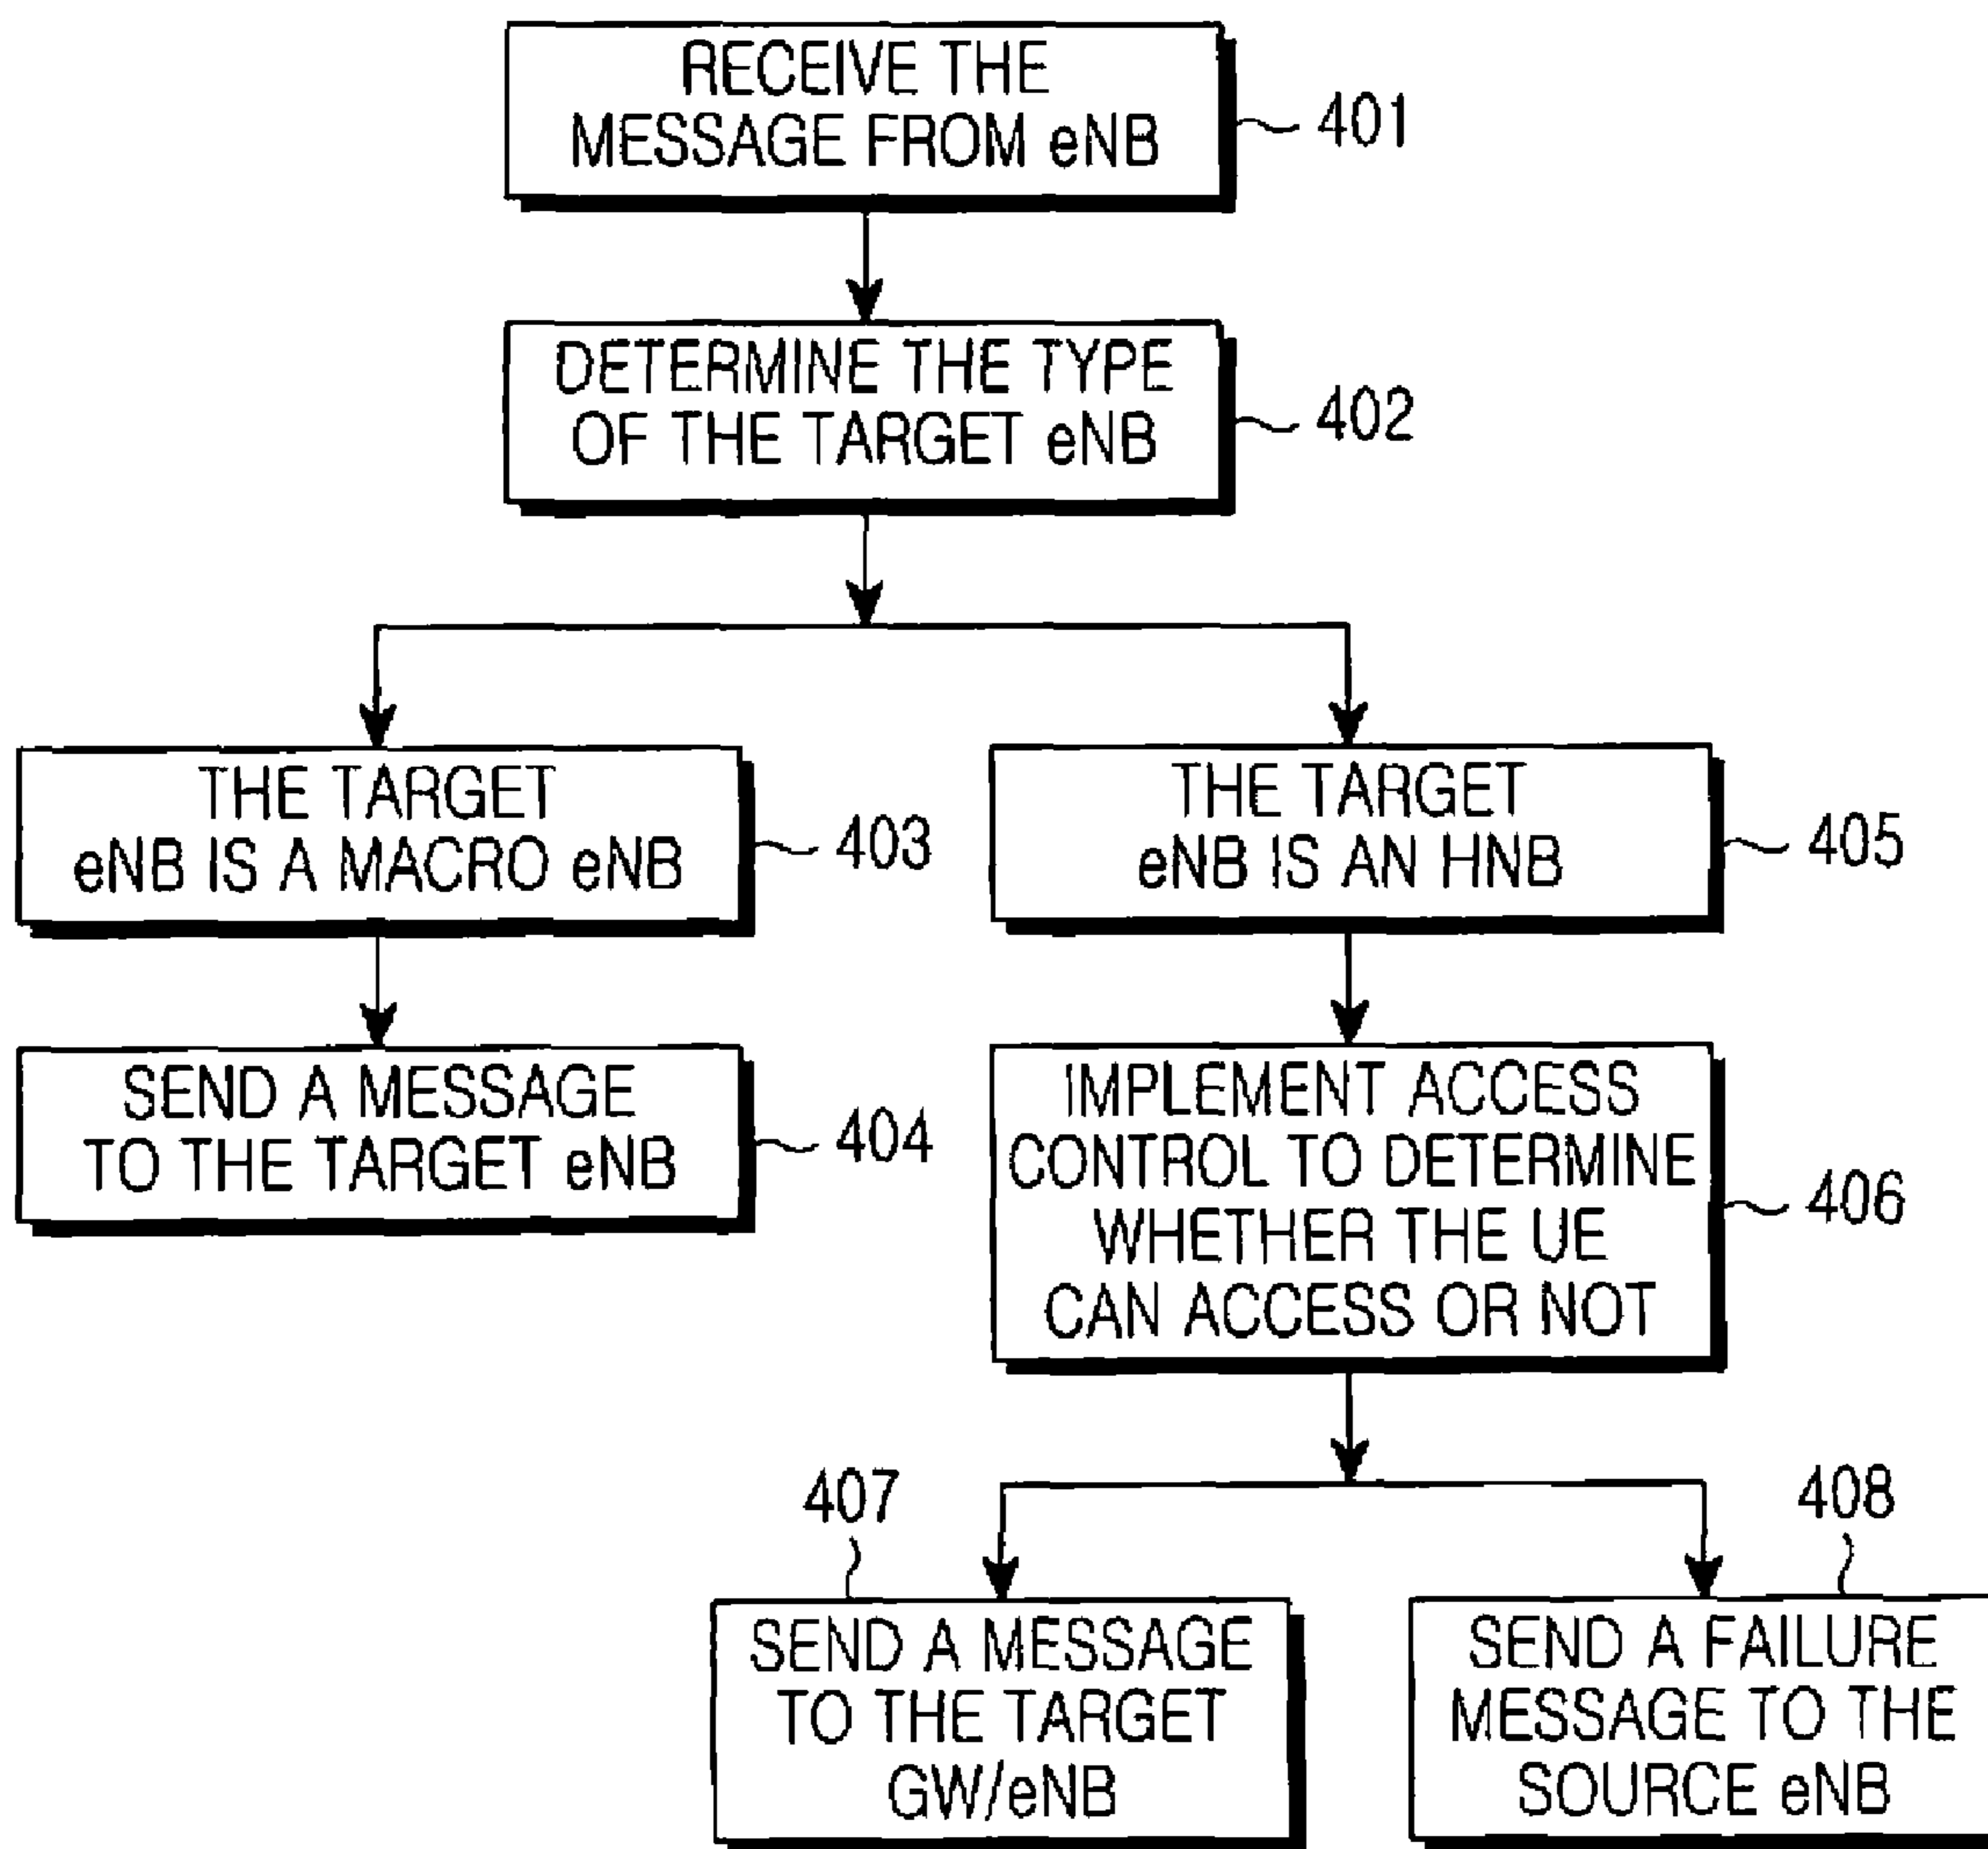 RECEIVE THE
MESSAGE FROM eNB
401
DETERMINE THE TYPE
OF THE TARGET eNB
402
THE TARGET
eNB IS A MACRO eNB
403
THE TARGET
eNB IS AN HNB
405
SEND A MESSAGE
TO THE TARGET eNB
404
IMPLEMENT ACCESS
CONTROL TO DETERMINE
WHETHER THE UE
CAN ACCESS OR NOT
406
407
SEND A MESSAGE
TO THE TARGET
GW/eNB
408
SEND A FAILURE
MESSAGE TO THE
SOURCE eNB